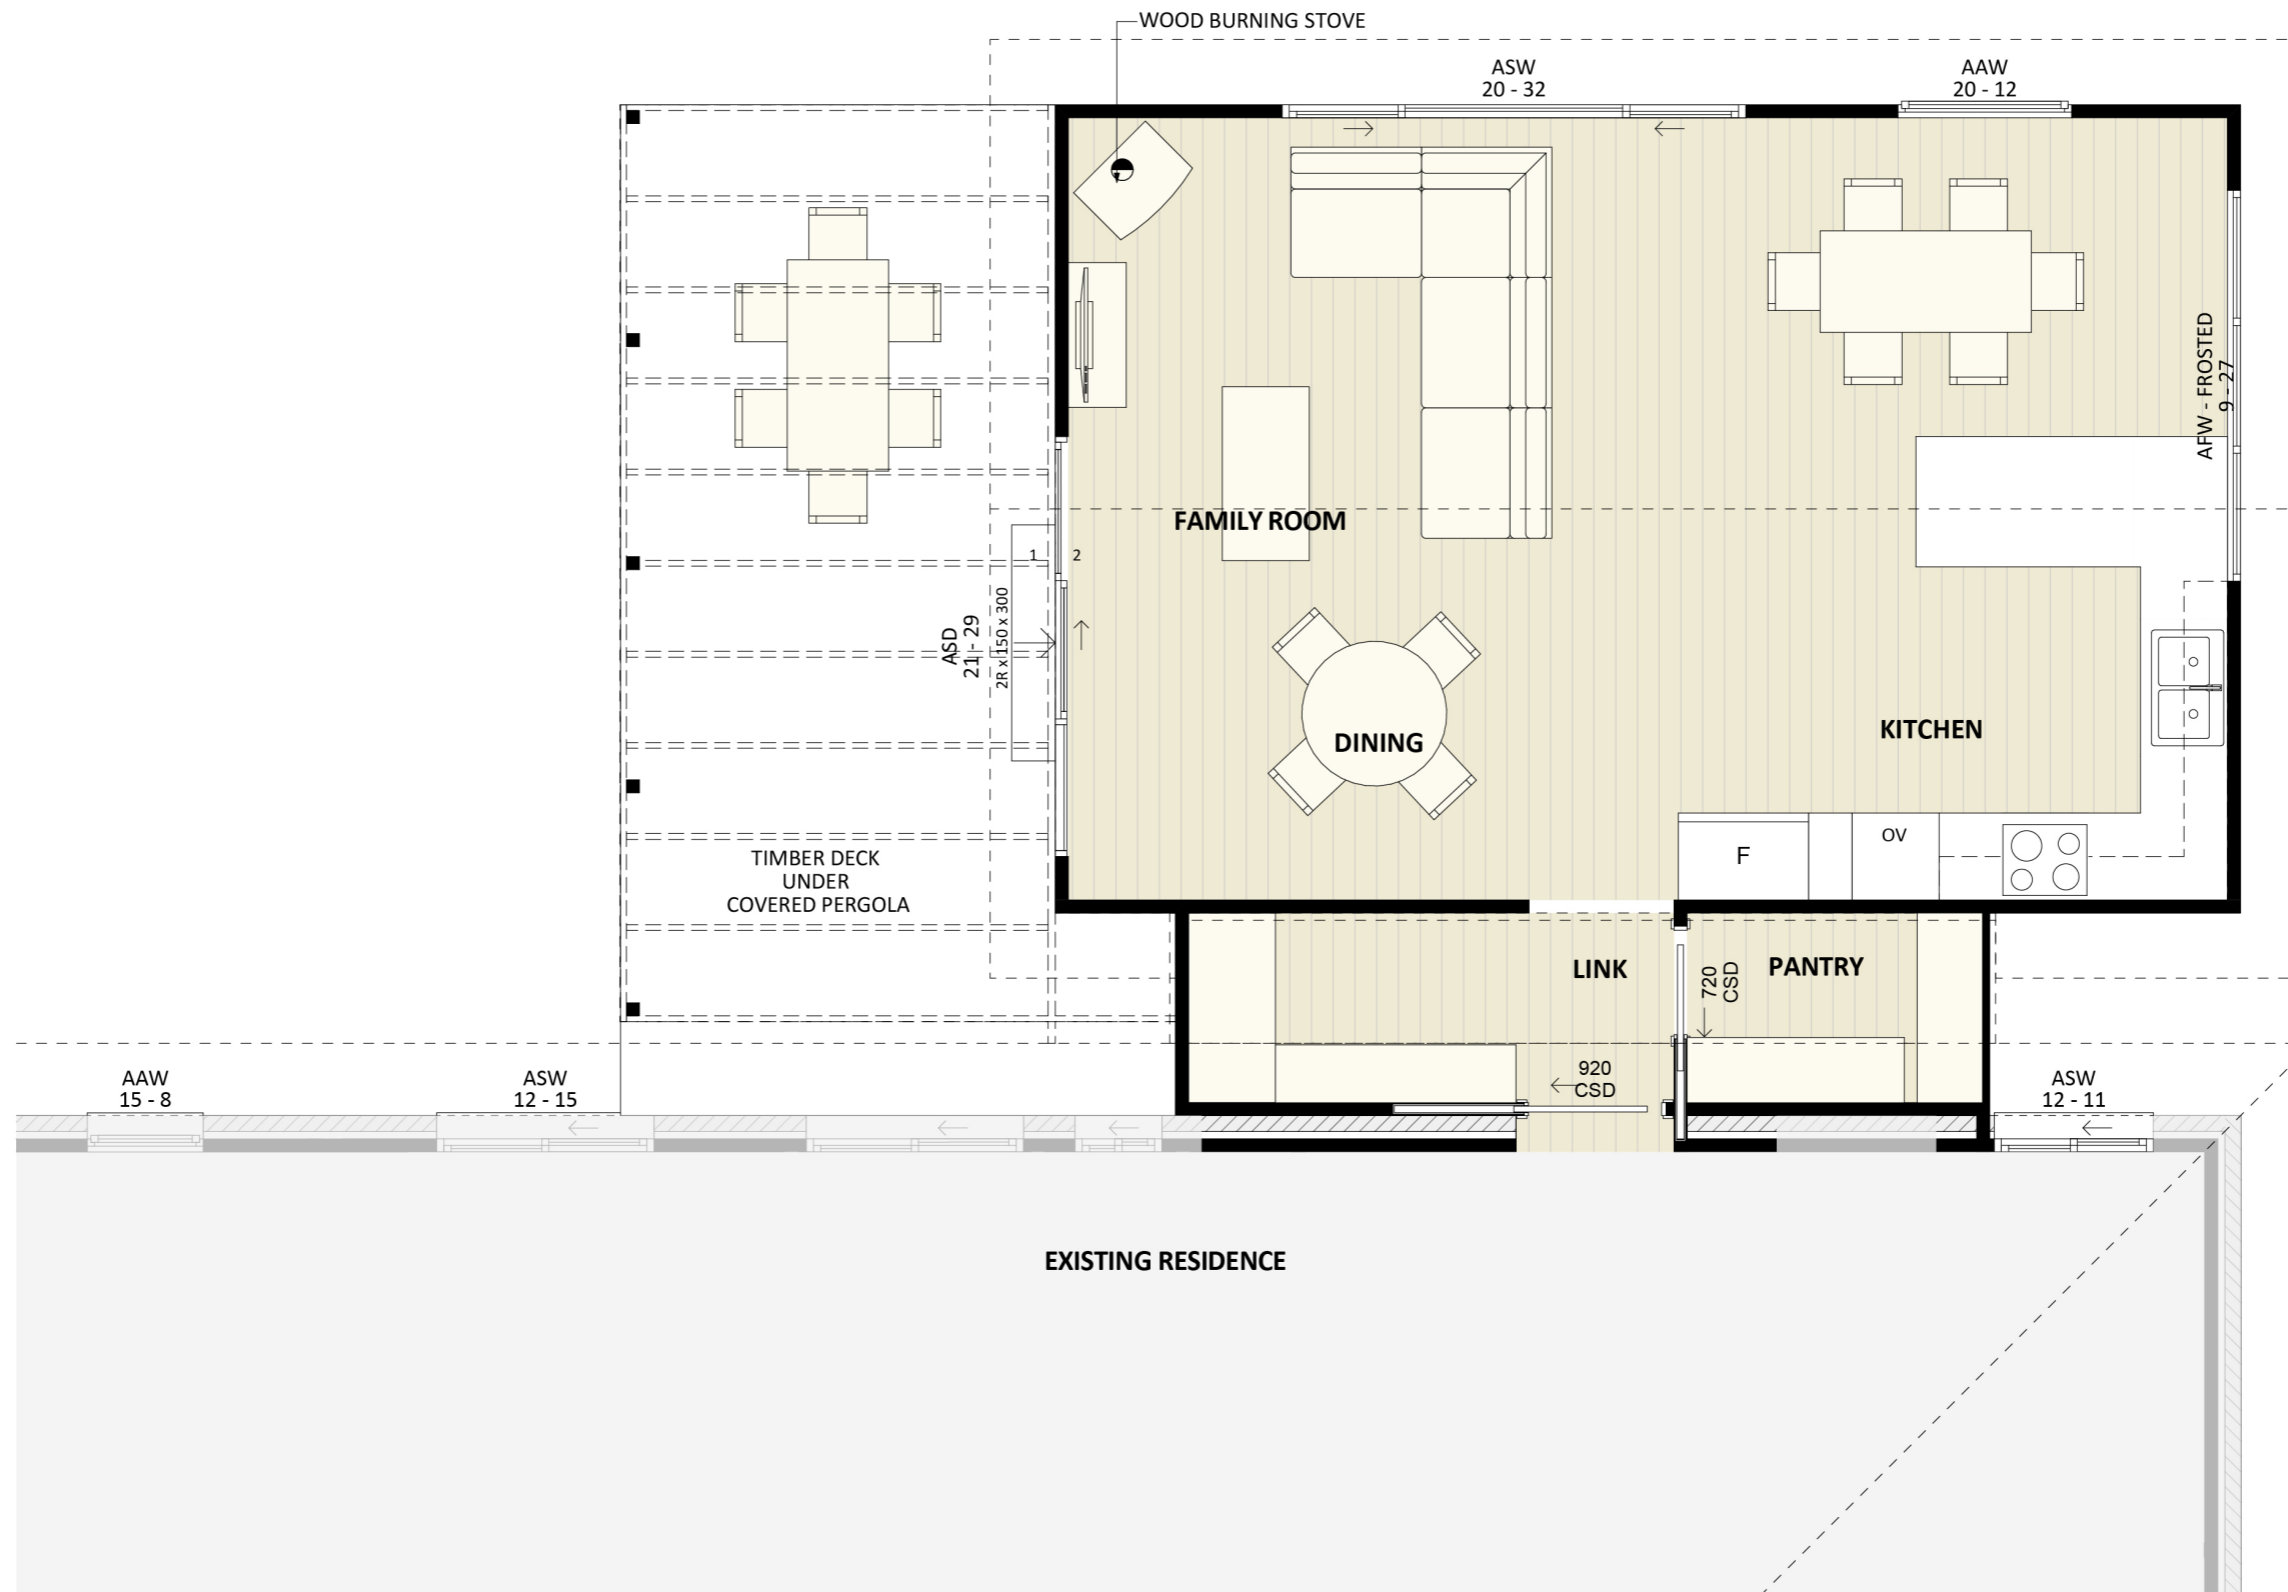 WOOD BURNING STOVE
ASW
20 - 32
AAW
20 - 12
AFW - FROSTED
9 - 27
FAMILY ROOM
1
2
ASD
21 - 29
2R x 150 x 300
DINING
KITCHEN
OV
F
TIMBER DECK
UNDER
COVERED PERGOLA
LINK
PANTRY
720
CSD
920
CSD
AAW
15 - 8
ASW
12 - 15
ASW
12 - 11
EXISTING RESIDENCE